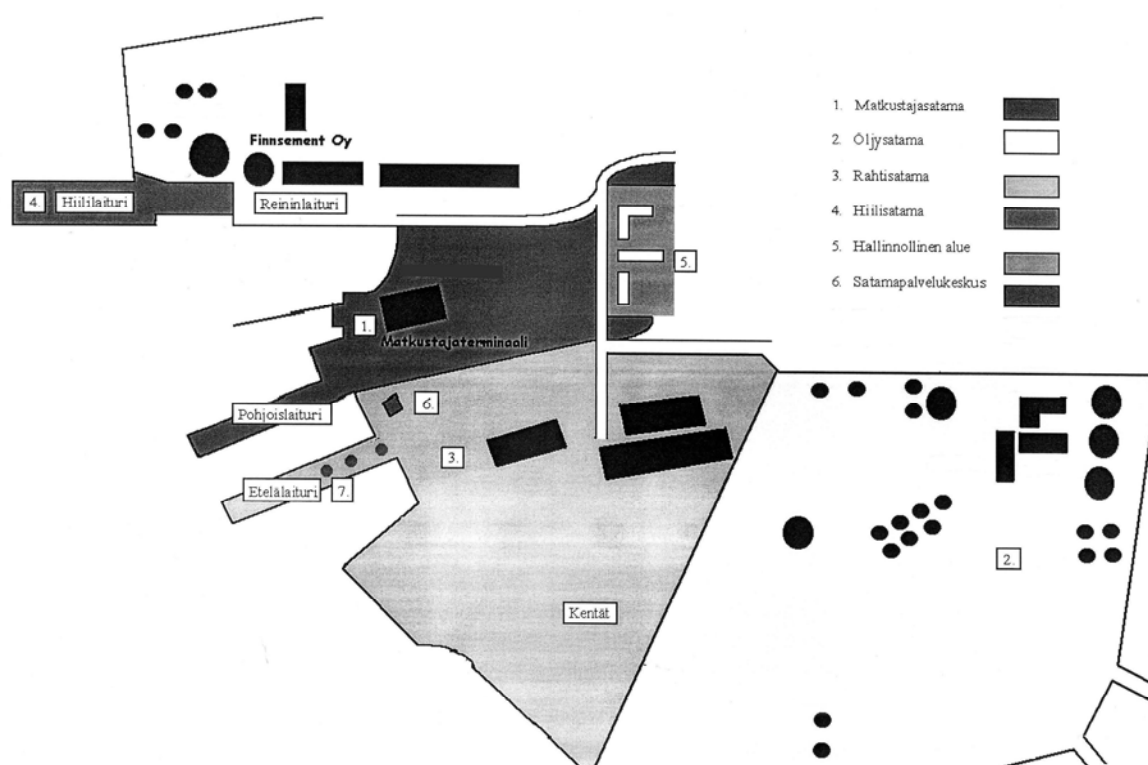 Finnsement Oy
4. Hiililaituri
Reininlaituri
1. Matkustajasatama
2. Öljysatama
3. Rahtisatama
4. Hiilisatama
5. Hallinnollinen alue
6. Satamapalvelukeskus
5.
1.
Matkustajaterminaali
Pohjoislaituri
6.
3.
Etelälaituri
7.
2.
Kentät